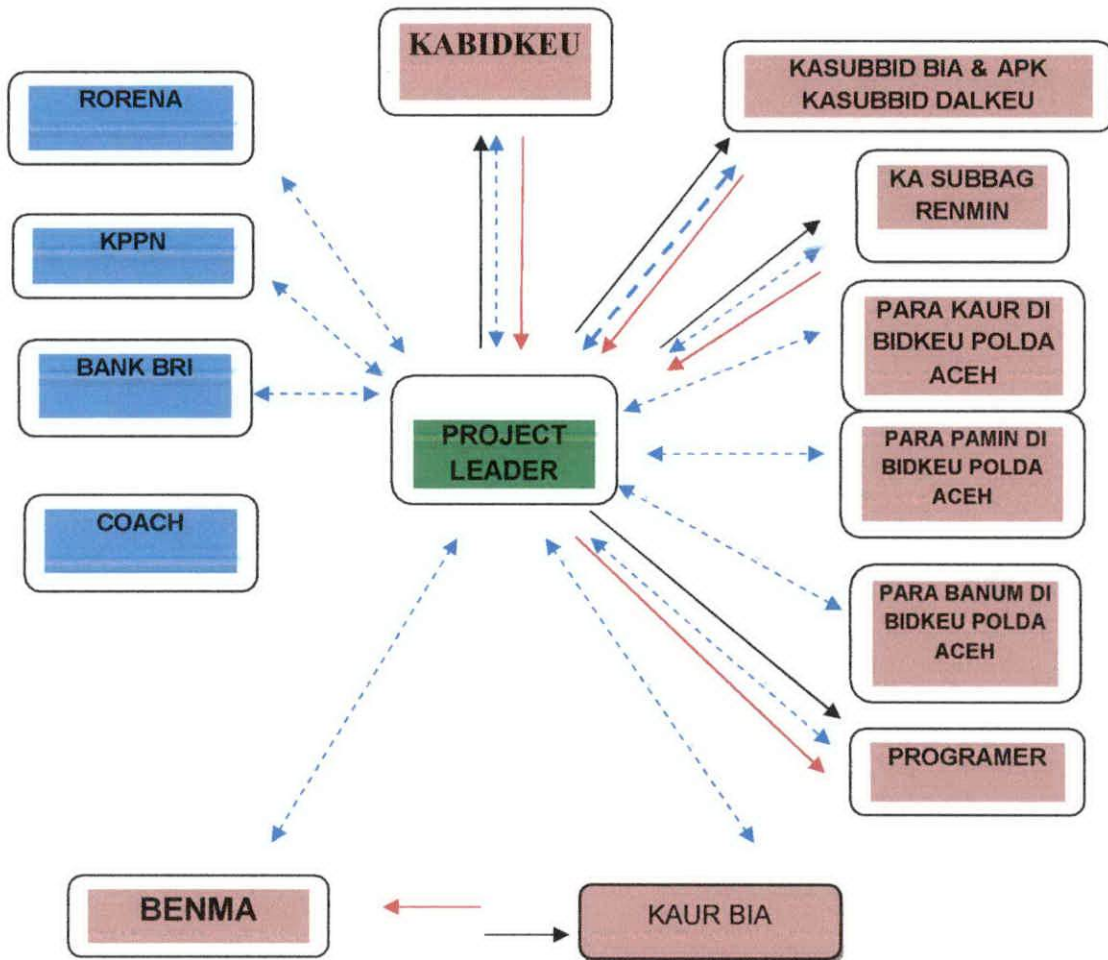 KABIDKEU
RORENA
KASUBBID BIA & APK
KASUBBID DALKEU
KA SUBBAG
RENMIN
KPPN
PARA KAUR DI
BIDKEU POLDA
ACEH
BANK BRI
PROJECT
LEADER
PARA PAMIN DI
BIDKEU POLDA
ACEH
COACH
PARA BANUM DI
BIDKEU POLDA
ACEH
PROGRAMER
BENMA
KAUR BIA